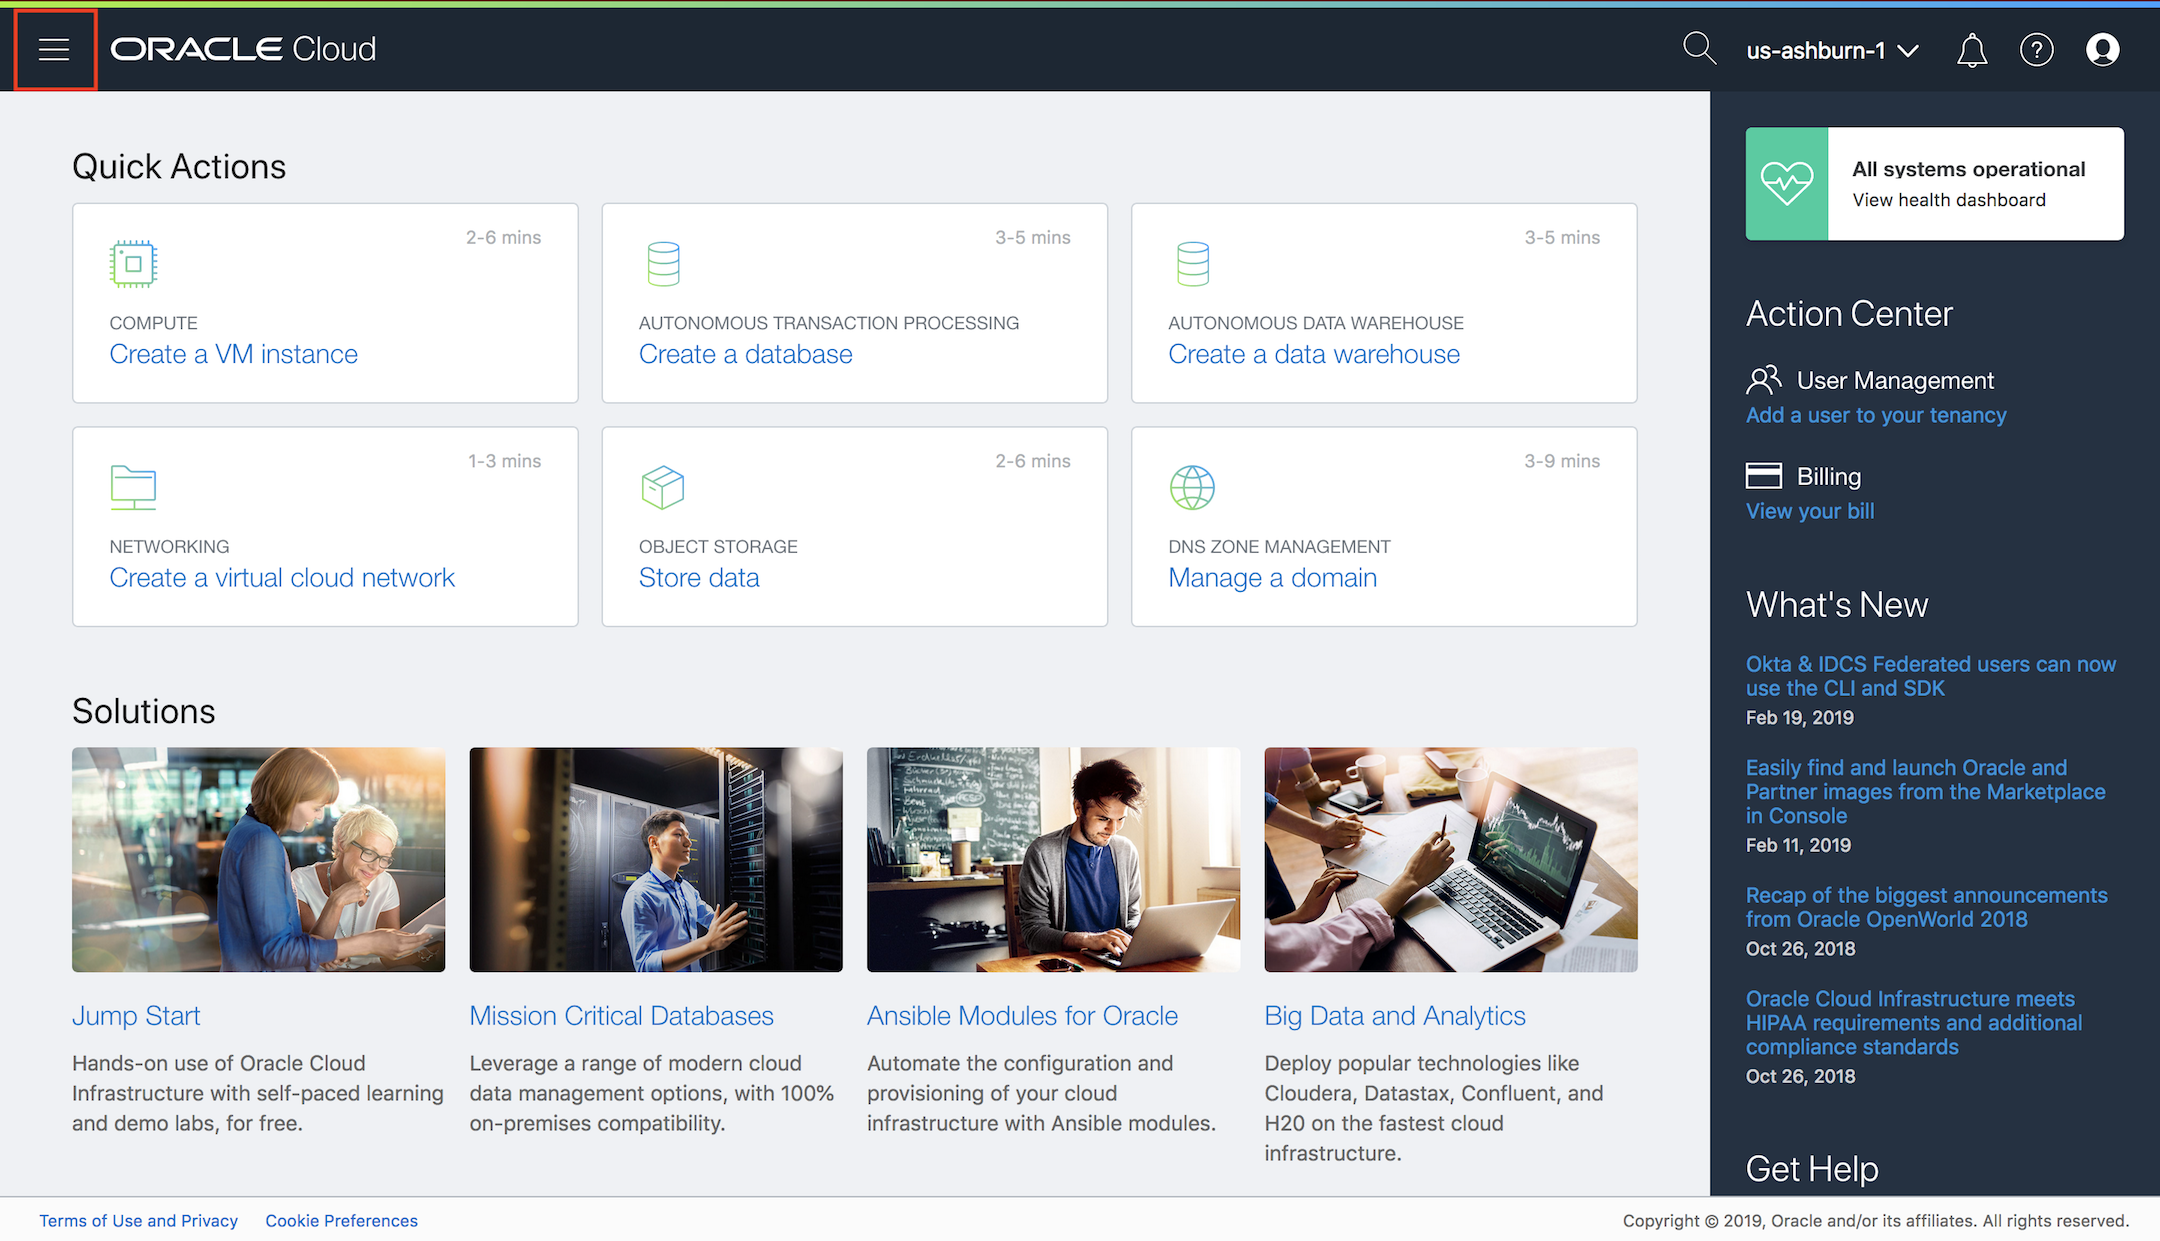 ORACLE Cloud
us-ashburn-1
Quick Actions
2-6 mins
COMPUTE
Create a VM instance
3-5 mins
AUTONOMOUS TRANSACTION PROCESSING
Create a database
3-5 mins
AUTONOMOUS DATA WAREHOUSE
Create a data warehouse
1-3 mins
NETWORKING
Create a virtual cloud network
2-6 mins
OBJECT STORAGE
Store data
3-9 mins
DNS ZONE MANAGEMENT
Manage a domain
Solutions
Jump Start
Hands-on use of Oracle Cloud
Infrastructure with self-paced learning
and demo labs, for free.
Mission Critical Databases
Leverage a range of modern cloud
data management options, with 100%
on-premises compatibility.
Ansible Modules for Oracle
Automate the configuration and
provisioning of your cloud
infrastructure with Ansible modules.
Big Data and Analytics
Deploy popular technologies like
Cloudera, Datastax, Confluent, and
H20 on the fastest cloud
infrastructure.
All systems operational
View health dashboard
Action Center
User Management
Add a user to your tenancy
Billing
View your bill
What's New
Okta & IDCS Federated users can now
use the CLI and SDK
Feb 19, 2019
Easily find and launch Oracle and
Partner images from the Marketplace
in Console
Feb 11, 2019
Recap of the biggest announcements
from Oracle OpenWorld 2018
Oct 26, 2018
Oracle Cloud Infrastructure meets
HIPAA requirements and additional
compliance standards
Oct 26, 2018
Get Help
Terms of Use and Privacy
Cookie Preferences
Copyright © 2019, Oracle and/or its affiliates. All rights reserved.